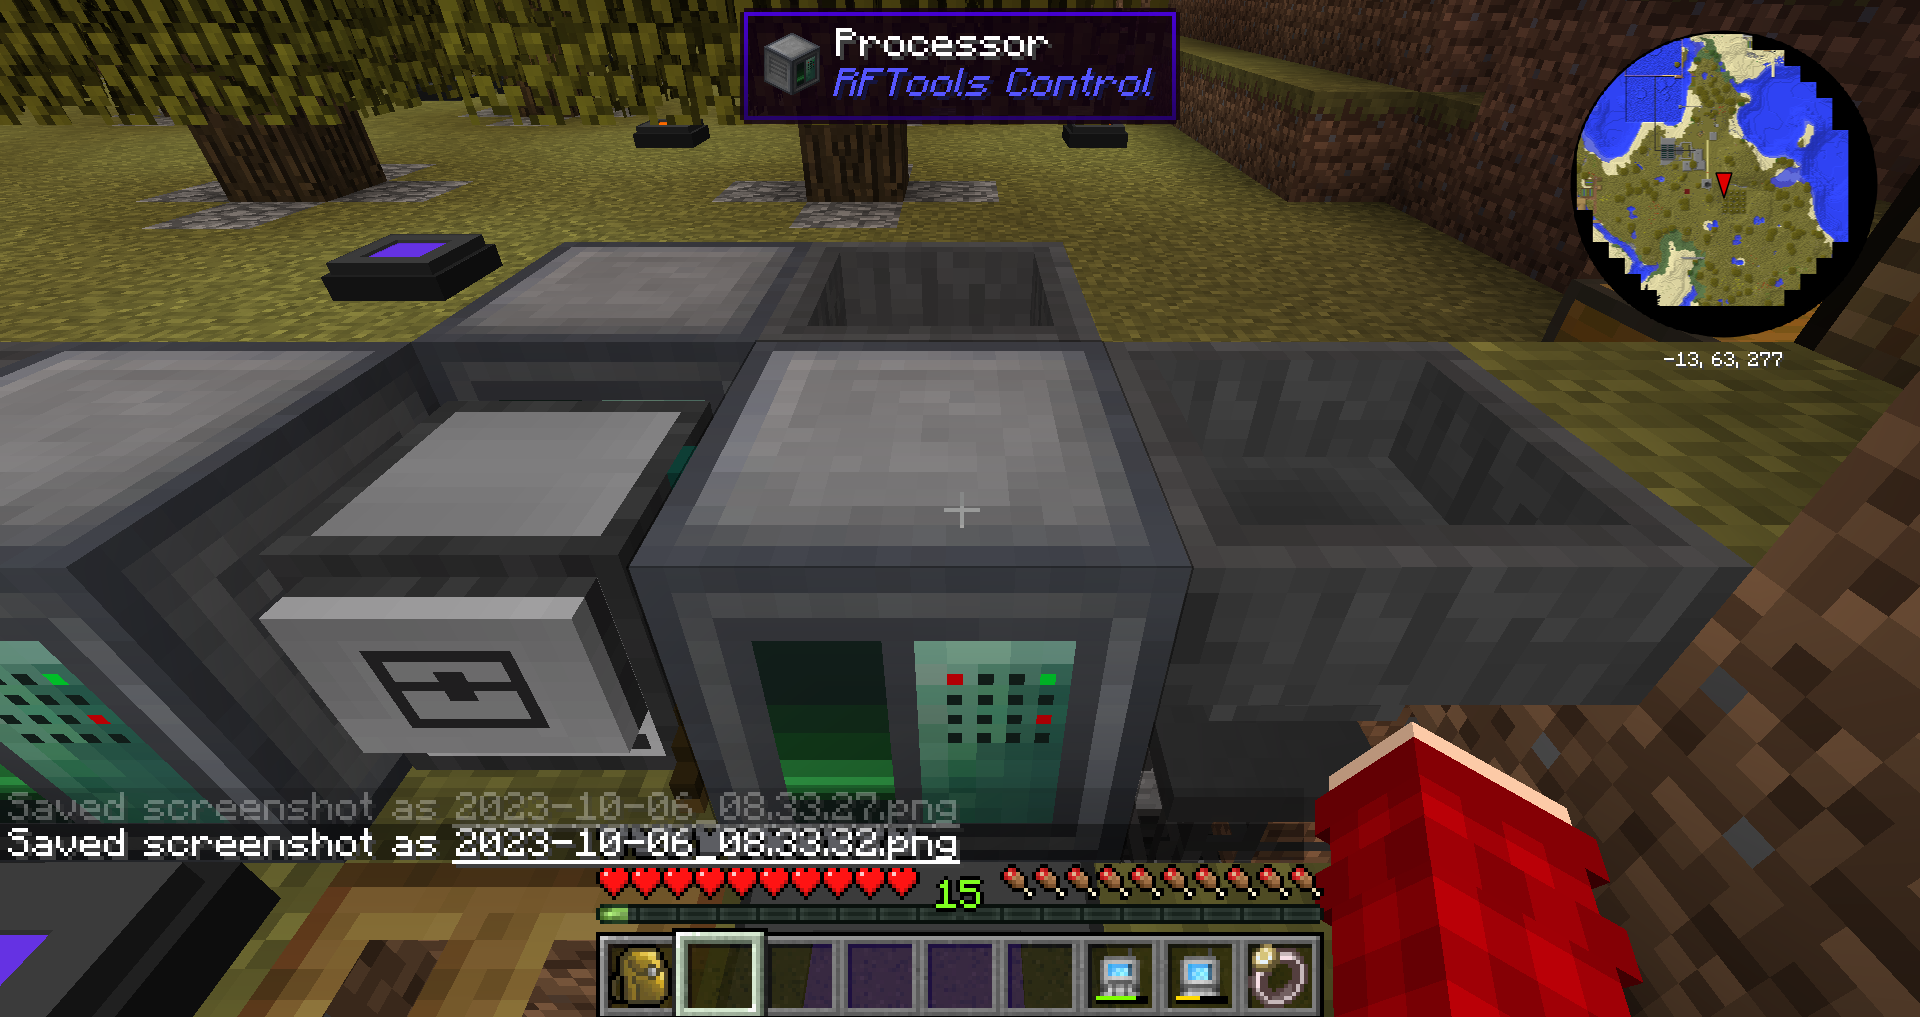 Processor
RFTools Control
-13, 63, 277
Saved screenshot as 2023-10-06_08.33.27.png
Saved screenshot as 2023-10-06_08.33.32.png
15